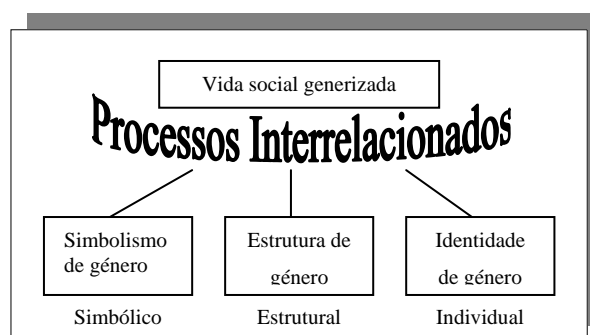 Vida social generizada
Processos Interrelacionados
Simbolismo
de género
Estrutura de
género
Identidade
de género
Simbólico
Estrutural
Individual